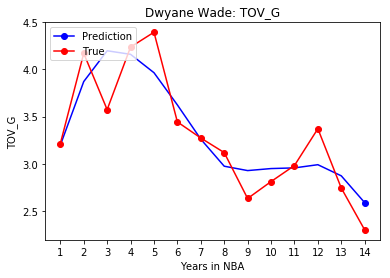 Dwyane Wade: TOV_G
4.5
4.0
3.5
3.0
2.5
TOV_G
Prediction
True
1 2 3 4 5 6 7 8 9 10 11 12 13 14
Years in NBA